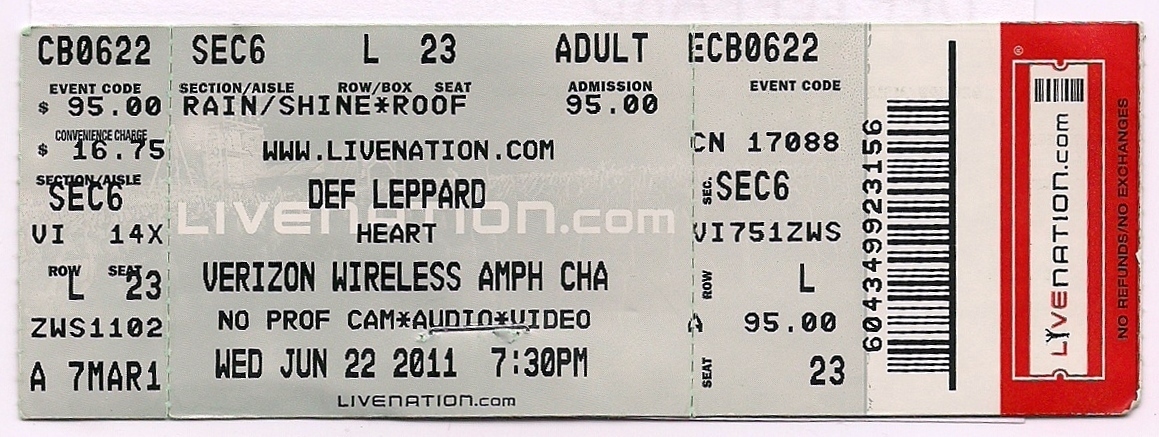 CB0622
EVENT CODE
$ 95.00
CONVENIENCE CHARGE
$ 16.75
SECTION/AISLE
SEC6
VI 14X
ROW SEAT
L 23
ZWS1102
A 7MAR1
SEC6 L 23 ADULT
SECTION/AISLE ROW/BOX SEAT ADMISSION
RAIN/SHINE*ROOF 95.00
WWW.LIVENATION.COM
DEF LEPPARD
LIVENATION.com
HEART
VERIZON WIRELESS AMPH CHA
NO PROF CAM*AUDIO*VIDEO
WED JUN 22 2011 7:30PM
LIVENATION.com
ECB0622
EVENT CODE
CN 17088
SEC. SEC6
VI751ZWS
ROW L
A 95.00
SEAT 23
6043499923156
LIVENATION.com
®
NO REFUNDS/NO EXCHANGES